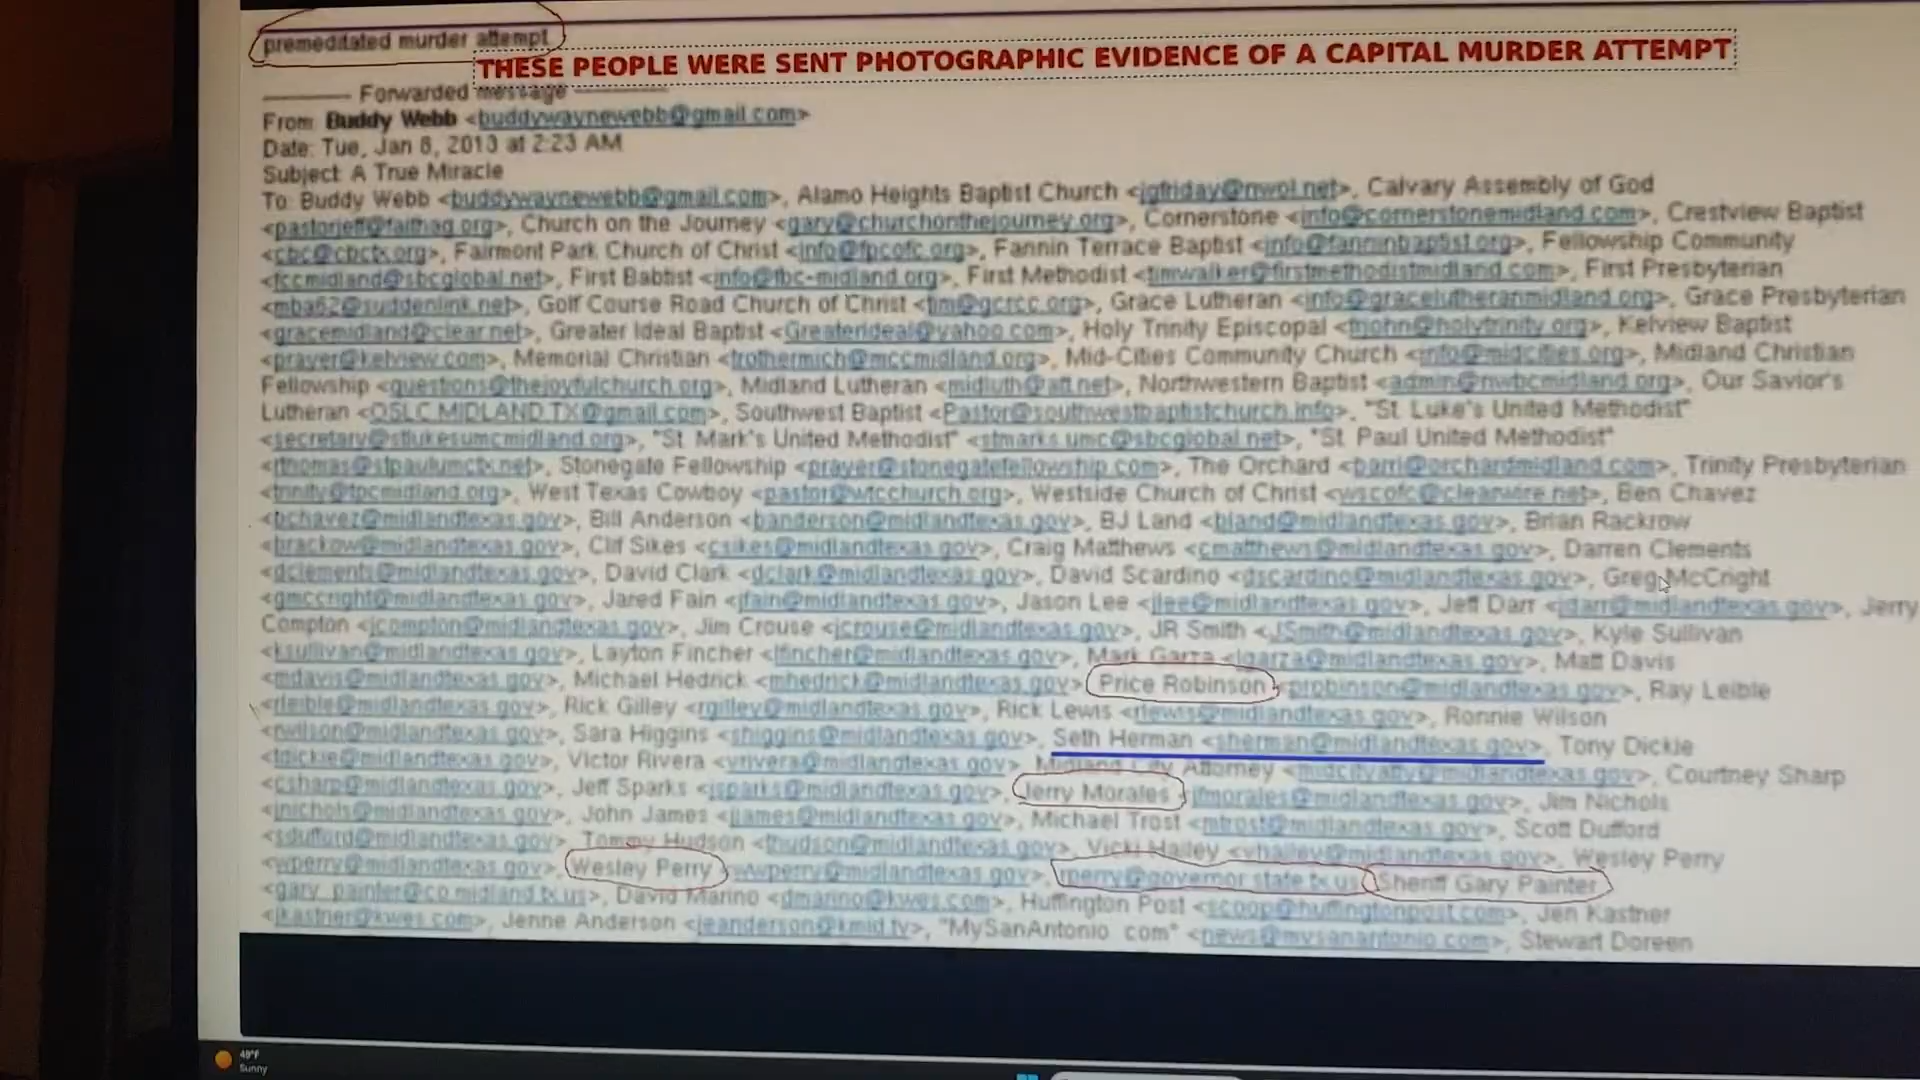 premeditated murder attempt
THESE PEOPLE WERE SENT PHOTOGRAPHIC EVIDENCE OF A CAPITAL MURDER ATTEMPT
Forwarded message
From: Buddy Webb <buddywaynewebb@gmail.com>
Date: Tue, Jan 8, 2013 at 2:23 AM
Subject: A True Miracle
To: Buddy Webb <buddywaynewebb@gmail.com>, Alamo Heights Baptist Church <jgfriday@nwol.net>, Calvary Assembly of God
<pastorjeff@faithag.org>, Church on the Journey <gary@churchonthejourney.org>, Cornerstone <info@cornerstonemidland.com>, Crestview Baptist
<cbc@cbctx.org>, Fairmont Park Church of Christ <info@fpcofc.org>, Fannin Terrace Baptist <info@fanninbaptist.org>, Fellowship Community
<fccmidland@sbcglobal.net>, First Babtist <info@fbc-midland.org>, First Methodist <timwalker@firstmethodistmidland.com>, First Presbyterian
<mba62@suddenlink.net>, Golf Course Road Church of Christ <tim@gcrcc.org>, Grace Lutheran <info@gracelutheranmidland.org>, Grace Presbyterian
<gracemidland@clear.net>, Greater Ideal Baptist <Greaterideal@yahoo.com>, Holy Trinity Episcopal <frjohn@holytrinity.org>, Kelview Baptist
<prayer@kelview.com>, Memorial Christian <trothermich@mccmidland.org>, Mid-Cities Community Church <info@midcities.org>, Midland Christian
Fellowship <questions@thejoyfulchurch.org>, Midland Lutheran <midluth@att.net>, Northwestern Baptist <admin@nwbcmidland.org>, Our Savior's
Lutheran <OSLC.MIDLAND.TX@gmail.com>, Southwest Baptist <Pastor@southwestbaptistchurch.info>, "St. Luke's United Methodist"
<secretary@stlukesumcmidland.org>, "St. Mark's United Methodist" <stmarks.umc@sbcglobal.net>, "St. Paul United Methodist"
<rthomas@stpaulumctx.net>, Stonegate Fellowship <prayer@stonegatefellowship.com>, The Orchard <barri@orchardmidland.com>, Trinity Presbyterian
<trinity@tpcmidland.org>, West Texas Cowboy <pastor@wtcchurch.org>, Westside Church of Christ <wscofc@clearwire.net>, Ben Chavez
<bchavez@midlandtexas.gov>, Bill Anderson <banderson@midlandtexas.gov>, BJ Land <bland@midlandtexas.gov>, Brian Rackrow
<brackow@midlandtexas.gov>, Clif Sikes <csikes@midlandtexas.gov>, Craig Matthews <cmatthews@midlandtexas.gov>, Darren Clements
<dclements@midlandtexas.gov>, David Clark <dclark@midlandtexas.gov>, David Scardino <dscardino@midlandtexas.gov>, Greg McCright
<gmccright@midlandtexas.gov>, Jared Fain <jfain@midlandtexas.gov>, Jason Lee <jlee@midlandtexas.gov>, Jeff Darr <jdarr@midlandtexas.gov>, Jerry
Compton <jcompton@midlandtexas.gov>, Jim Crouse <jcrouse@midlandtexas.gov>, JR Smith <JSmith@midlandtexas.gov>, Kyle Sullivan
<ksullivan@midlandtexas.gov>, Layton Fincher <lfincher@midlandtexas.gov>, Mark Garza <lgarza@midlandtexas.gov>, Matt Davis
<mdavis@midlandtexas.gov>, Michael Hedrick <mhedrick@midlandtexas.gov> Price Robinson <probinson@midlandtexas.gov>, Ray Leible
<rleible@midlandtexas.gov>, Rick Gilley <rgilley@midlandtexas.gov>, Rick Lewis <rlewis@midlandtexas.gov>, Ronnie Wilson
<rwilson@midlandtexas.gov>, Sara Higgins <shiggins@midlandtexas.gov>, Seth Herman <sherman@midlandtexas.gov>, Tony Dickie
<tdickie@midlandtexas.gov>, Victor Rivera <vrivera@midlandtexas.gov>, Midland City Attorney <midcityatty@midlandtexas.gov>, Courtney Sharp
<csharp@midlandtexas.gov>, Jeff Sparks <jsparks@midlandtexas.gov>, Jerry Morales <jfmorales@midlandtexas.gov>, Jim Nichols
<jnichols@midlandtexas.gov>, John James <jjames@midlandtexas.gov>, Michael Trost <mtrost@midlandtexas.gov>, Scott Dufford
<sdufford@midlandtexas.gov>, Tommy Hudson <thudson@midlandtexas.gov>, Vicki Hailey <vhailey@midlandtexas.gov>, Wesley Perry
<wperry@midlandtexas.gov>, Wesley Perry <wwperry@midlandtexas.gov>, rperry@governor.state.tx.us, Sheriff Gary Painter
<gary_painter@co.midland.tx.us>, David Marino <dmarino@kwes.com>, Huffington Post <scoop@huffingtonpost.com>, Jen Kastner
<jkastner@kwes.com>, Jenne Anderson <jeanderson@kmid.tv>, "MySanAntonio com" <news@mysanantonio.com>, Stewart Doreen
49°F
Sunny